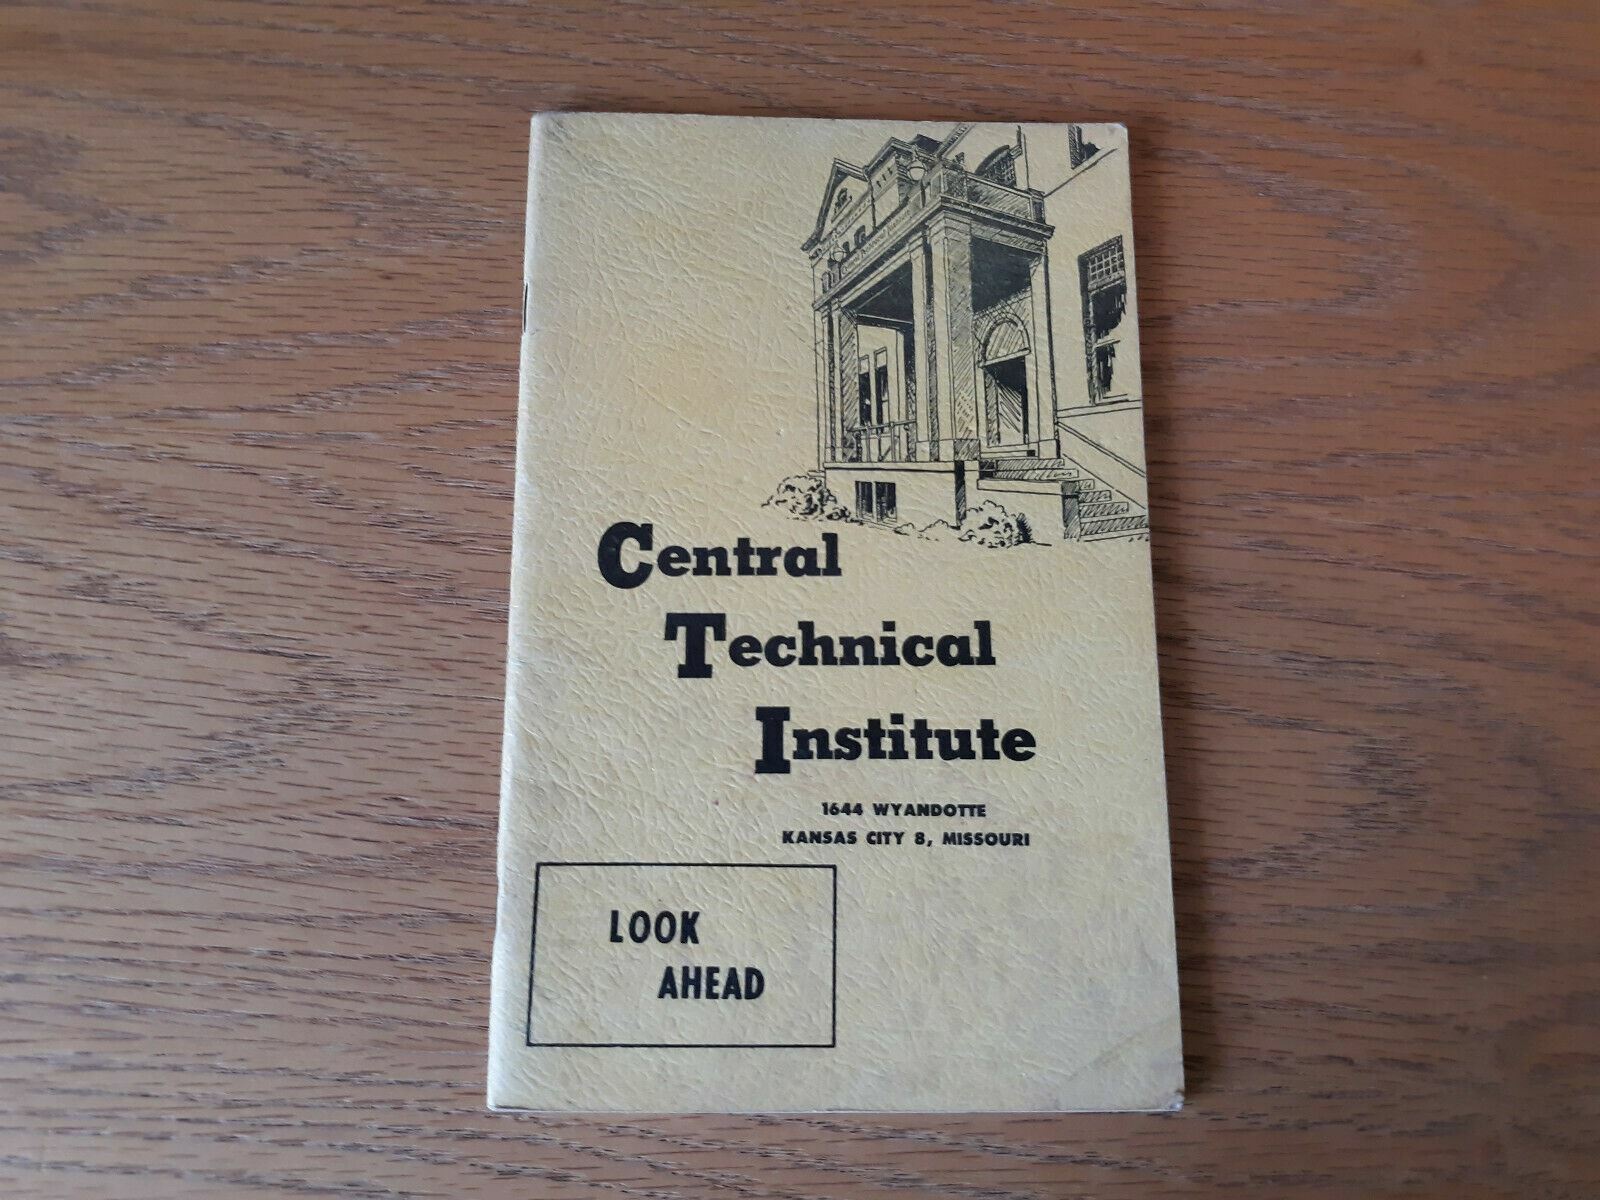 Central
Technical
Institute
1644 WYANDOTTE
KANSAS CITY 8, MISSOURI
LOOK
AHEAD